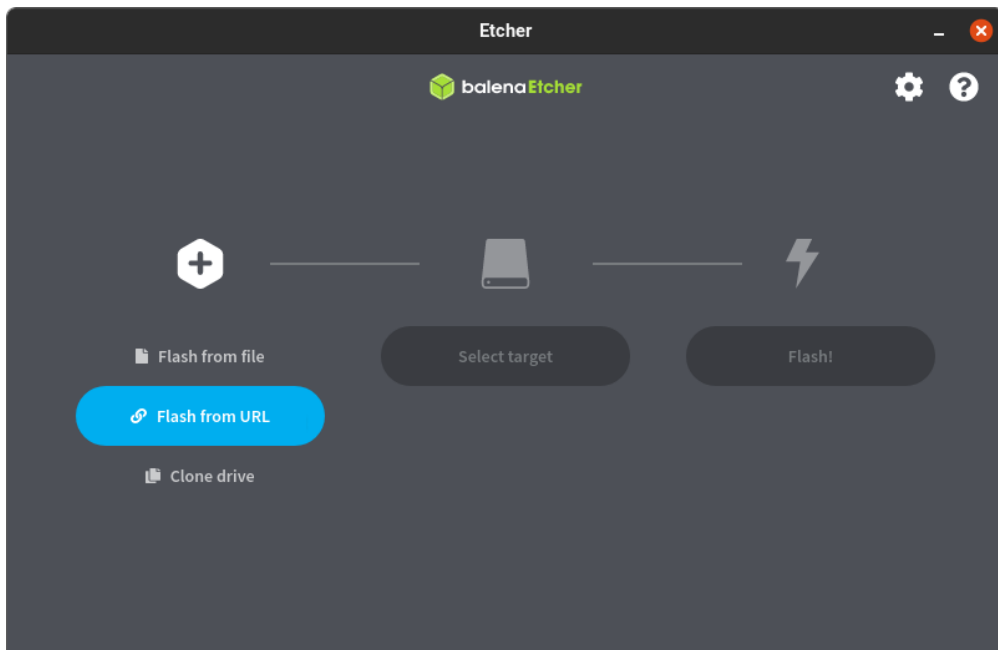 Etcher
balenaEtcher
Flash from file
Select target
Flash!
Flash from URL
Clone drive